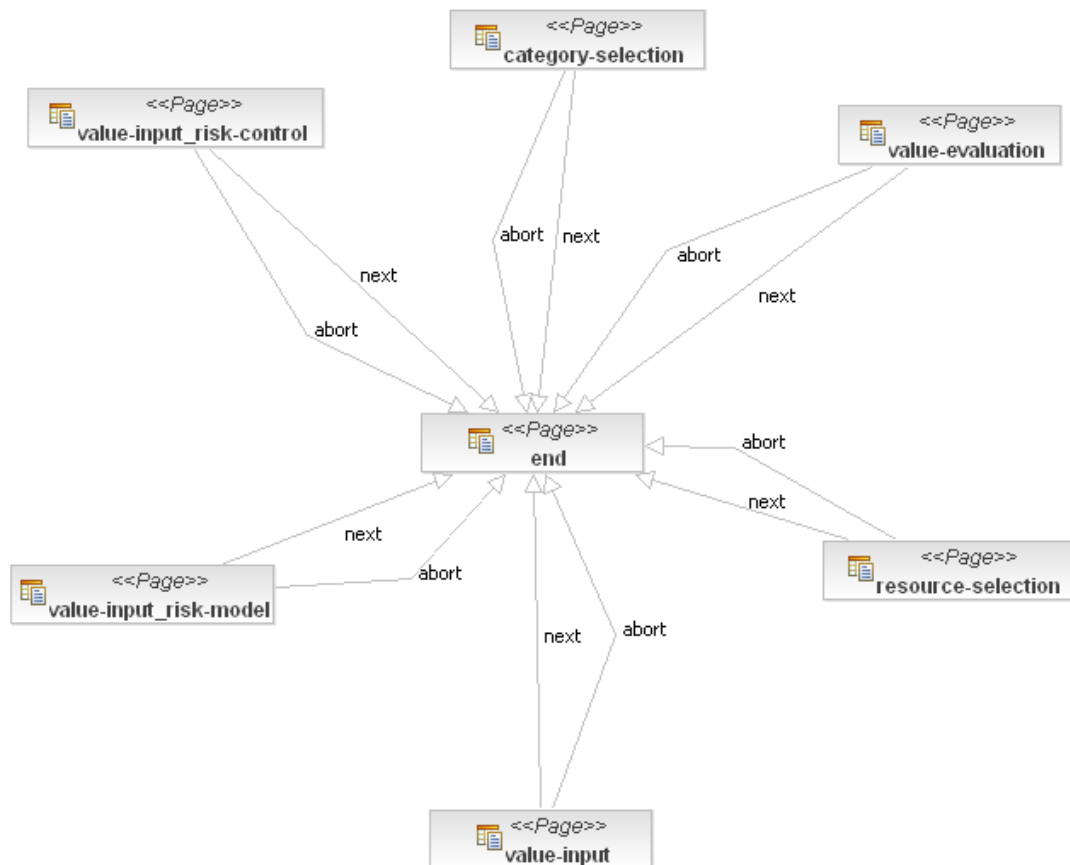 <<Page>>
category-selection
<<Page>>
value-input_risk-control
<<Page>>
value-evaluation
abort
next
abort
next
next
abort
<<Page>>
end
abort
next
next
abort
<<Page>>
resource-selection
<<Page>>
value-input_risk-model
next
abort
<<Page>>
value-input